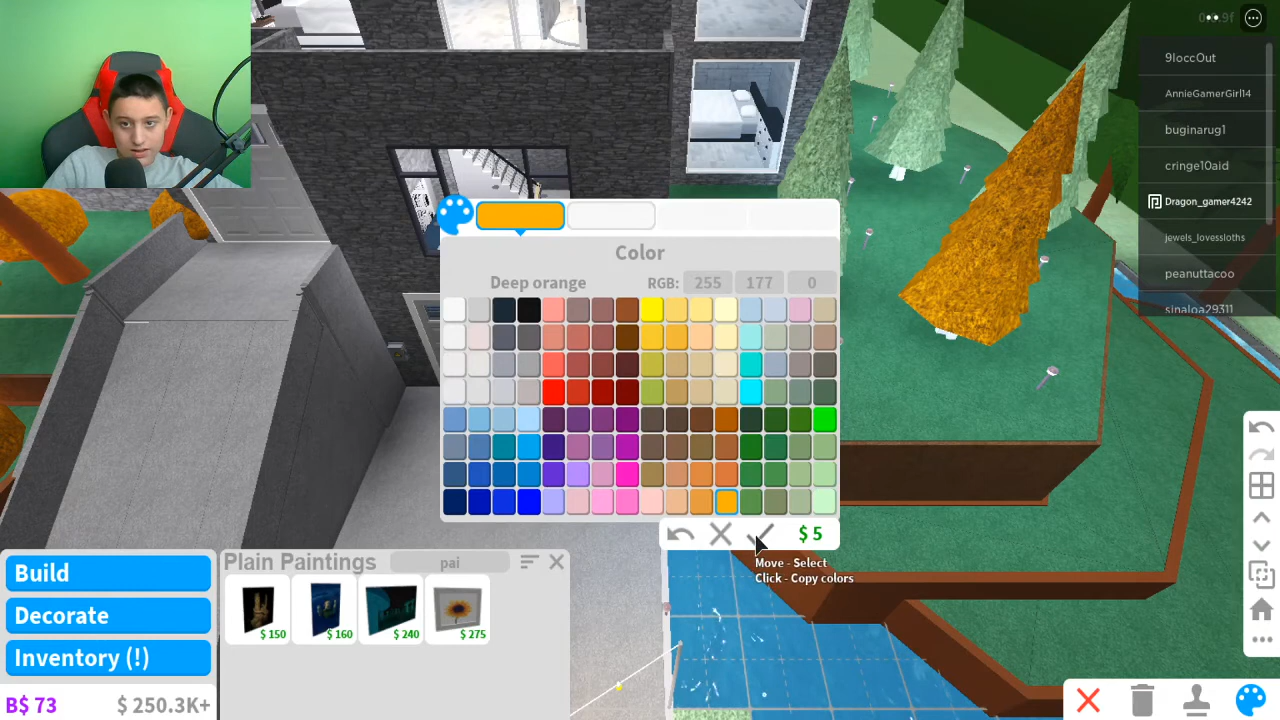 9loccOut
AnnieGamerGirl14
buginarug1
cringe10aid
Dragon_gamer4242
jewels_lovessloths
peanuttacoo
sinaloa29311
Color
Deep orange
RGB: 255 177 0
$ 5
Move - Select
Click - Copy colors
Build
Decorate
Inventory (!)
B$ 73
$ 250.3K+
Plain Paintings
pai
$ 150
$ 160
$ 240
$ 275